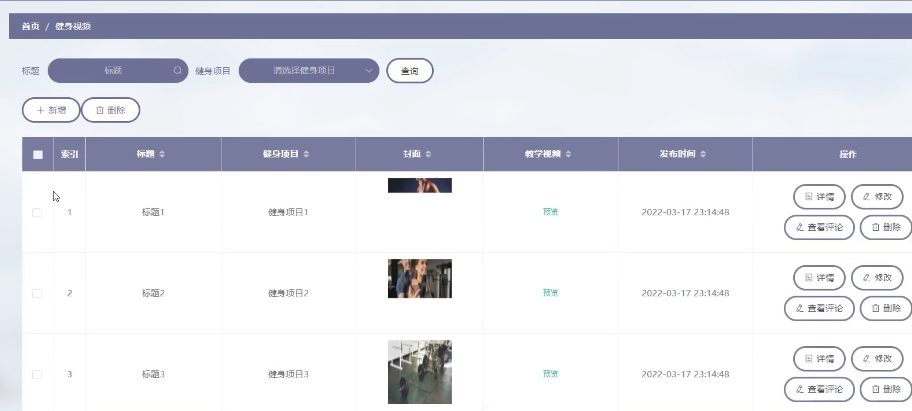 首页 / 健身视频
标题 标题 健身项目 请选择健身项目 查询
新增 删除
索引 标题 健身项目 封面 教学视频 发布时间 操作
1 标题1 健身项目1 预览 2022-03-17 23:14:48 详情 修改
查看评论 删除
2 标题2 健身项目2 预览 2022-03-17 23:14:48 详情 修改
查看评论 删除
3 标题3 健身项目3 预览 2022-03-17 23:14:48 详情 修改
查看评论 删除